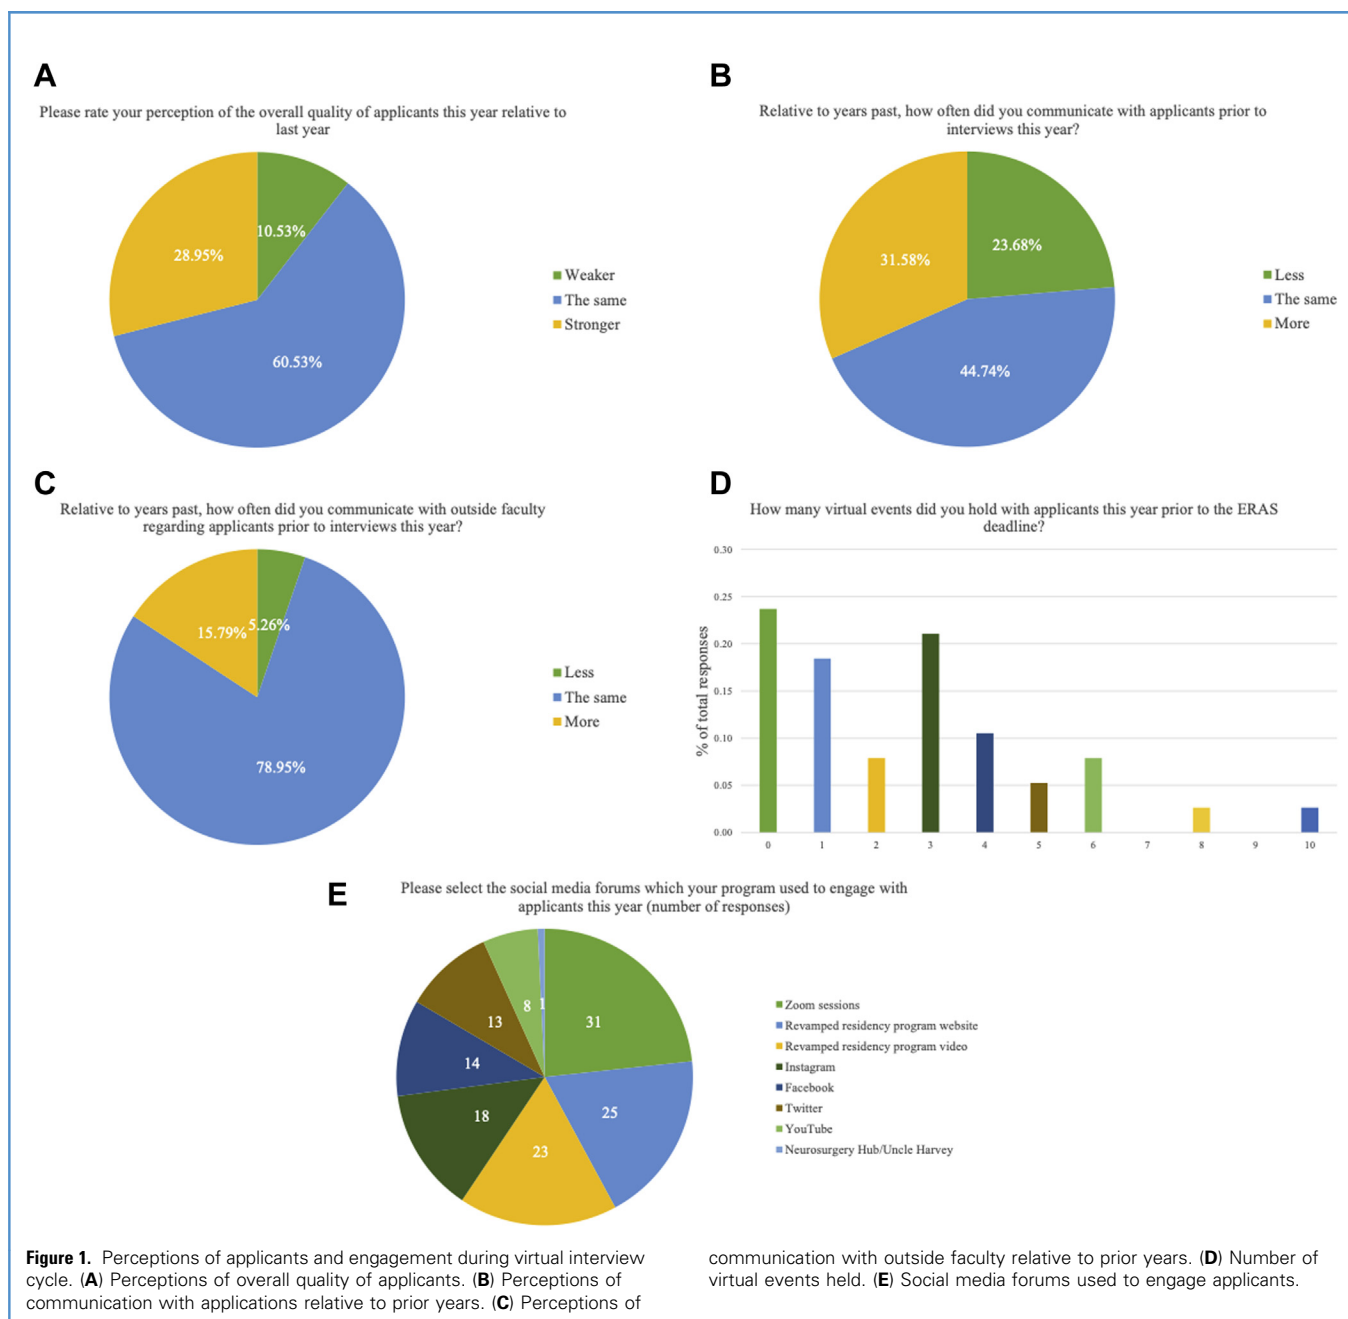 A
Please rate your perception of the overall quality of applicants this year relative to
last year
10.53%
28.95%
60.53%
Weaker
The same
Stronger
B
Relative to years past, how often did you communicate with applicants prior to
interviews this year?
23.68%
31.58%
44.74%
Less
The same
More
C
Relative to years past, how often did you communicate with outside faculty
regarding applicants prior to interviews this year?
15.79%
5.26%
78.95%
Less
The same
More
D
How many virtual events did you hold with applicants this year prior to the ERAS
deadline?
% of total responses
0.30
0.25
0.20
0.15
0.10
0.05
0.00
0 1 2 3 4 5 6 7 8 9 10
E
Please select the social media forums which your program used to engage with
applicants this year (number of responses)
31
25
23
18
14
13
8
1
Zoom sessions
Revamped residency program website
Revamped residency program video
Instagram
Facebook
Twitter
YouTube
Neurosurgery Hub/Uncle Harvey
Figure 1. Perceptions of applicants and engagement during virtual interview
cycle. (A) Perceptions of overall quality of applicants. (B) Perceptions of
communication with applications relative to prior years. (C) Perceptions of
communication with outside faculty relative to prior years. (D) Number of
virtual events held. (E) Social media forums used to engage applicants.